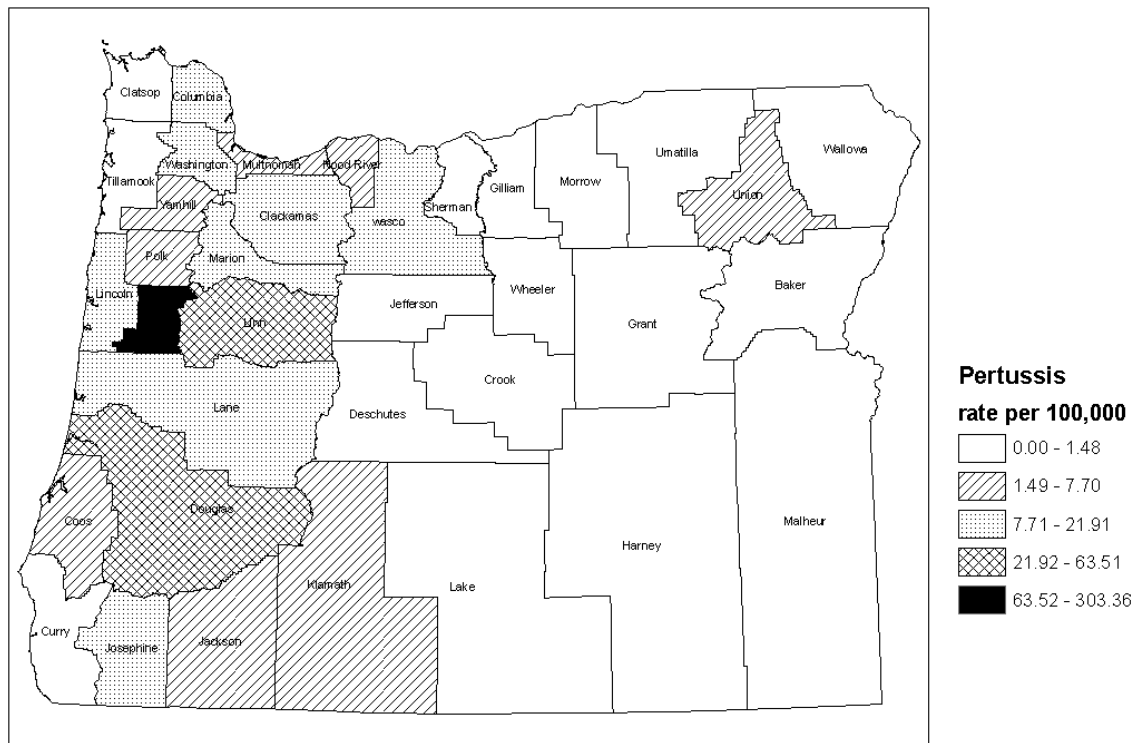 Clatsop
Columbia
Tillamook
Washington
Multnomah
Hood River
Yamhill
Clackamas
wasco
Sherman
Gilliam
Morrow
Umatilla
Union
Wallowa
Polk
Marion
Lincoln
Linn
Jefferson
Wheeler
Grant
Baker
Crook
Lane
Deschutes
Coos
Douglas
Klamath
Lake
Harney
Malheur
Curry
Josephine
Jackson
Pertussis
rate per 100,000
0.00 - 1.48
1.49 - 7.70
7.71 - 21.91
21.92 - 63.51
63.52 - 303.36